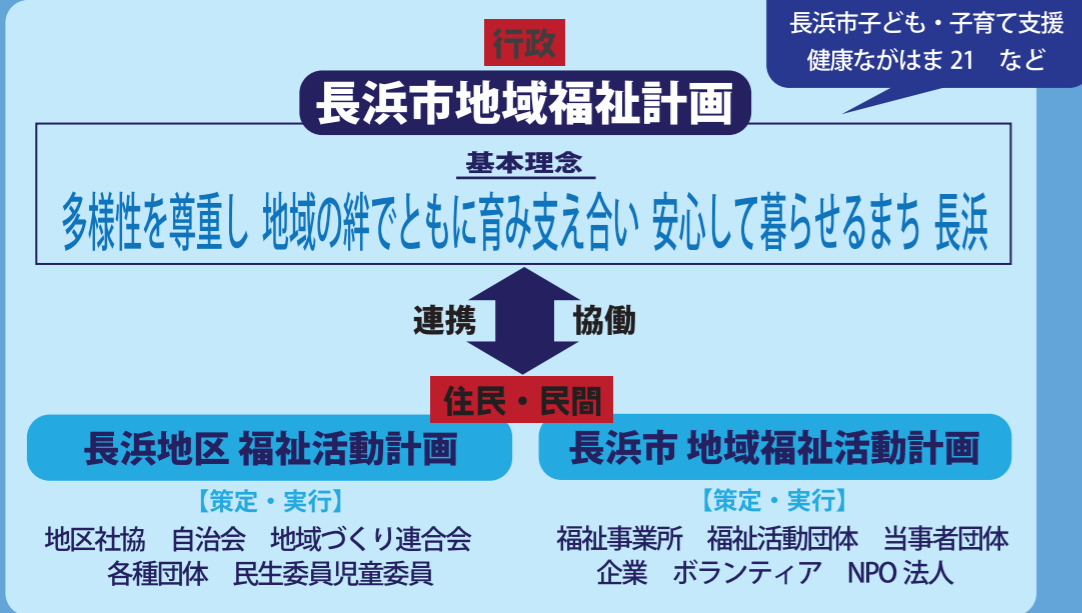 長浜市子ども・子育て支援
健康ながはま 21　など
行政
長浜市地域福祉計画
基本理念
多様性を尊重し 地域の絆でともに育み支え合い 安心して暮らせるまち 長浜
連携　協働
住民・民間
長浜地区 福祉活動計画
【策定・実行】
地区社協　自治会　地域づくり連合会
各種団体　民生委員児童委員
長浜市 地域福祉活動計画
【策定・実行】
福祉事業所　福祉活動団体　当事者団体
企業　ボランティア　NPO 法人